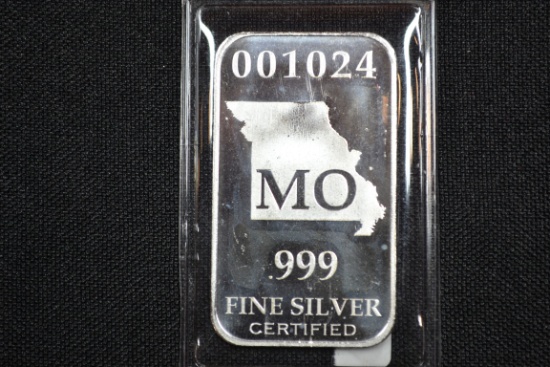 001024
MO
.999
FINE SILVER
CERTIFIED